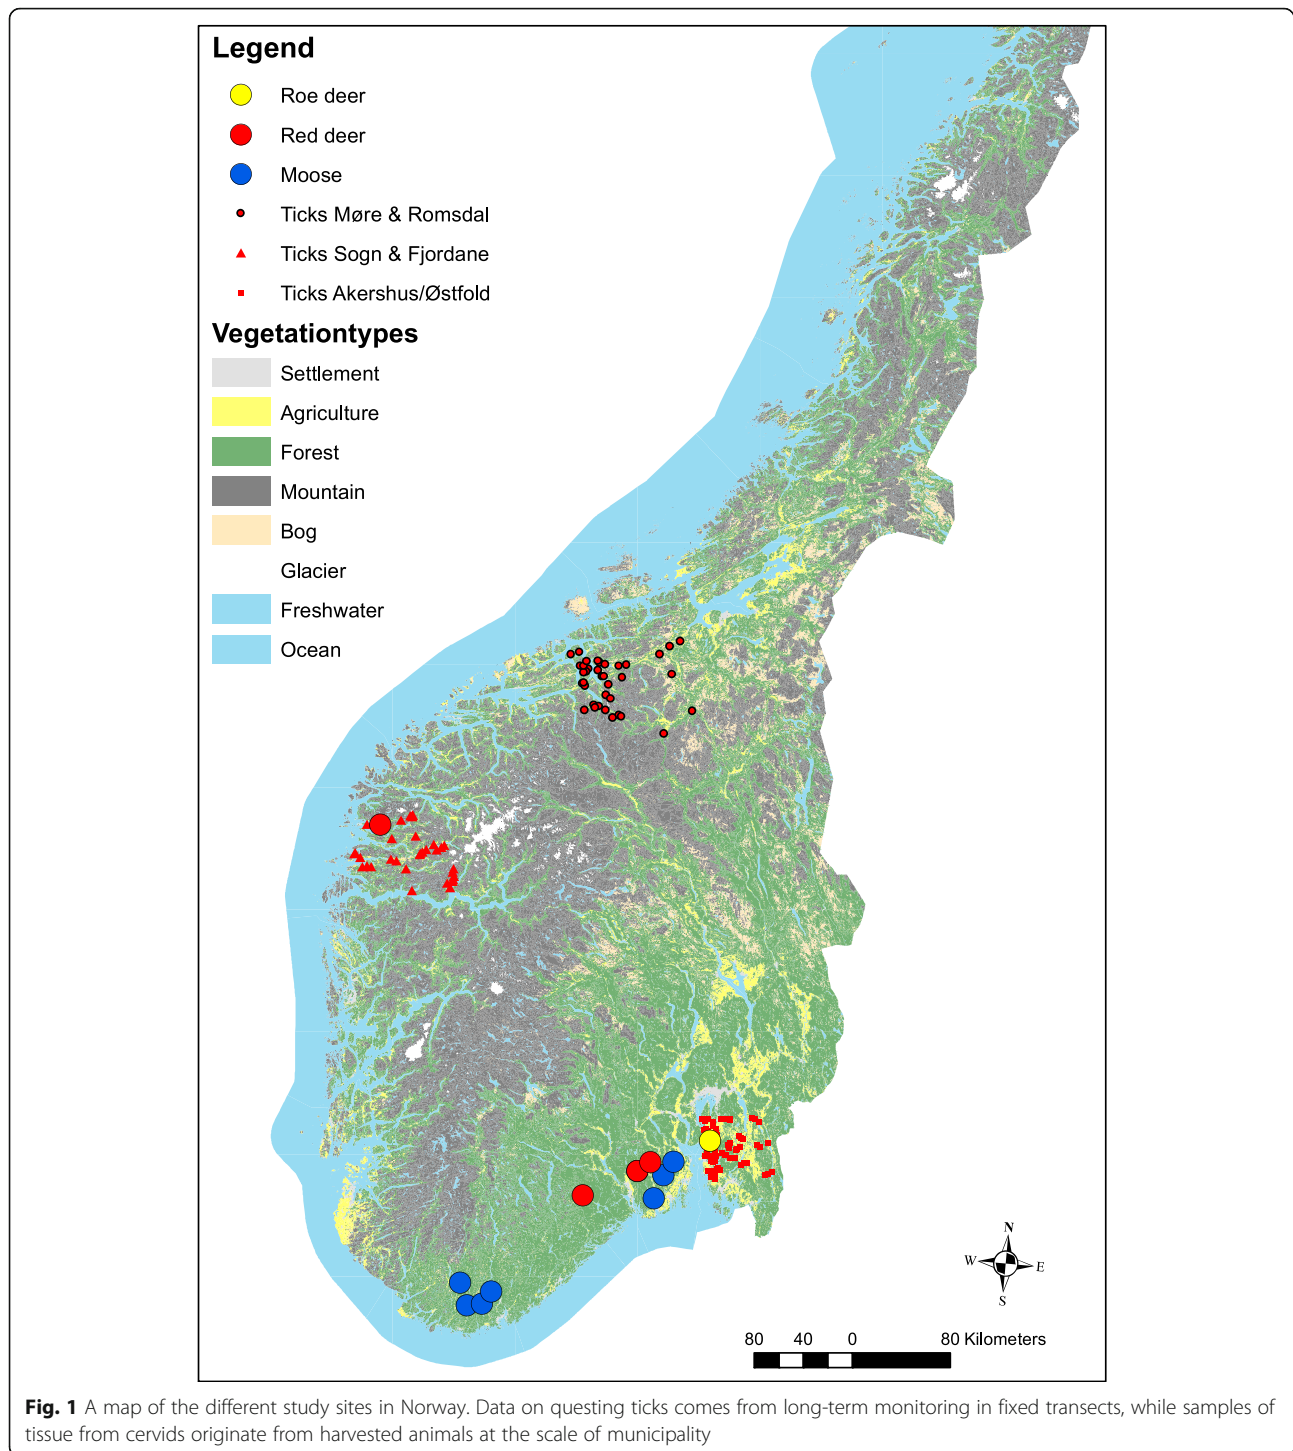 Legend
Roe deer
Red deer
Moose
Ticks Møre & Romsdal
Ticks Sogn & Fjordane
Ticks Akershus/Østfold
Vegetationtypes
Settlement
Agriculture
Forest
Mountain
Bog
Glacier
Freshwater
Ocean
N
W E
S
80 40 0 80 Kilometers
Fig. 1 A map of the different study sites in Norway. Data on questing ticks comes from long-term monitoring in fixed transects, while samples of
tissue from cervids originate from harvested animals at the scale of municipality